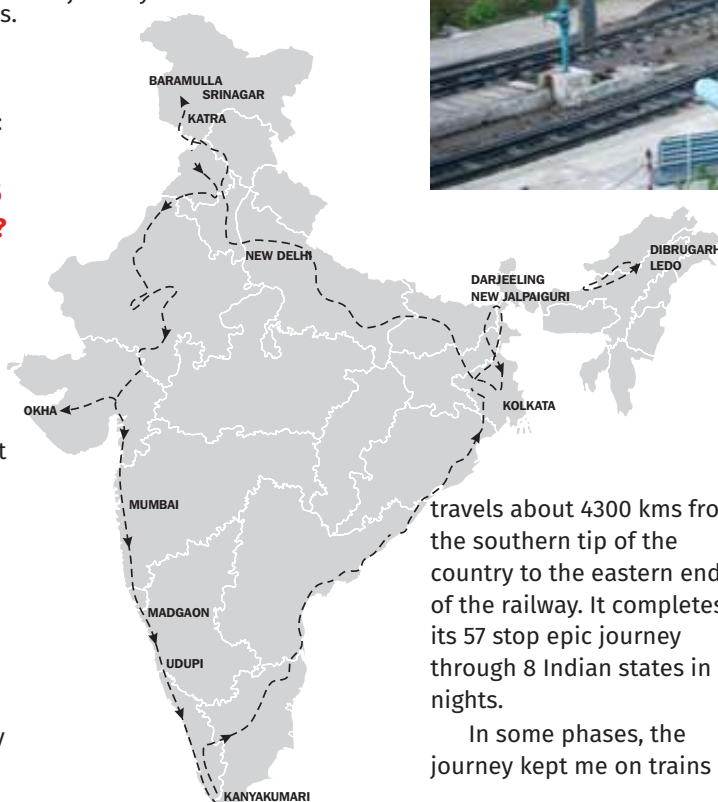 s.
:
?
t
y
BARAMULLA
SRINAGAR
KATRA
NEW DELHI
DARJEELING
NEW JALPAIGURI
DIBRUGARH
LEDO
OKHA
KOLKATA
MUMBAI
MADGAON
UDUPI
KANYAKUMARI
travels about 4300 kms fro
the southern tip of the
country to the eastern end
of the railway. It completes
its 57 stop epic journey
through 8 Indian states in
nights.
In some phases, the
journey kept me on trains